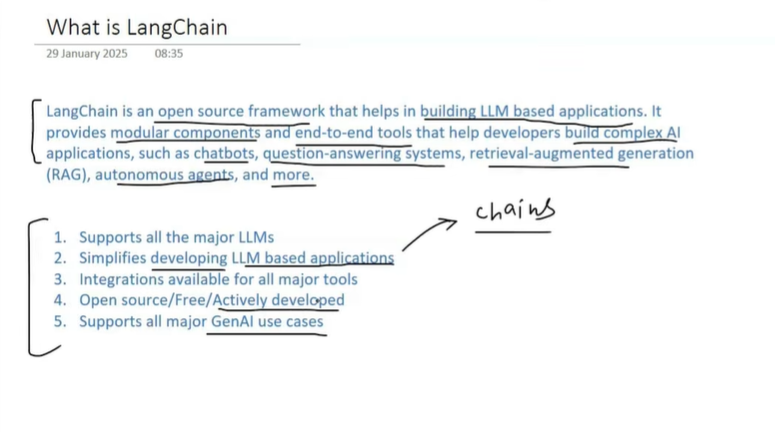 What is LangChain
29 January 2025 08:35
LangChain is an open source framework that helps in building LLM based applications. It
provides modular components and end-to-end tools that help developers build complex AI
applications, such as chatbots, question-answering systems, retrieval-augmented generation
(RAG), autonomous agents, and more.
chains
1. Supports all the major LLMs
2. Simplifies developing LLM based applications
3. Integrations available for all major tools
4. Open source/Free/Actively developed
5. Supports all major GenAI use cases